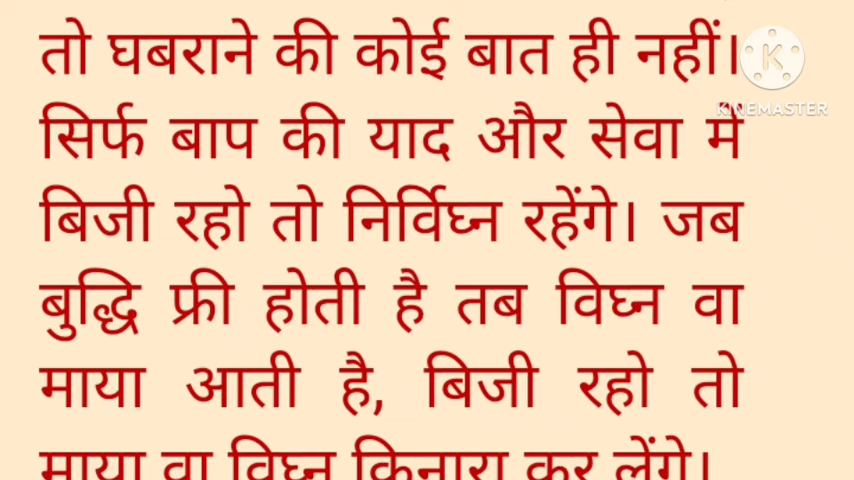 तो घबराने की कोई बात ही नहीं।
K
KINEMASTER
सिर्फ बाप की याद और सेवा में
बिजी रहो तो निर्विघ्न रहेंगे। जब
बुद्धि फ्री होती है तब विघ्न वा
माया आती है, बिजी रहो तो
माया वा विघ्न किनारा कर लेंगे।